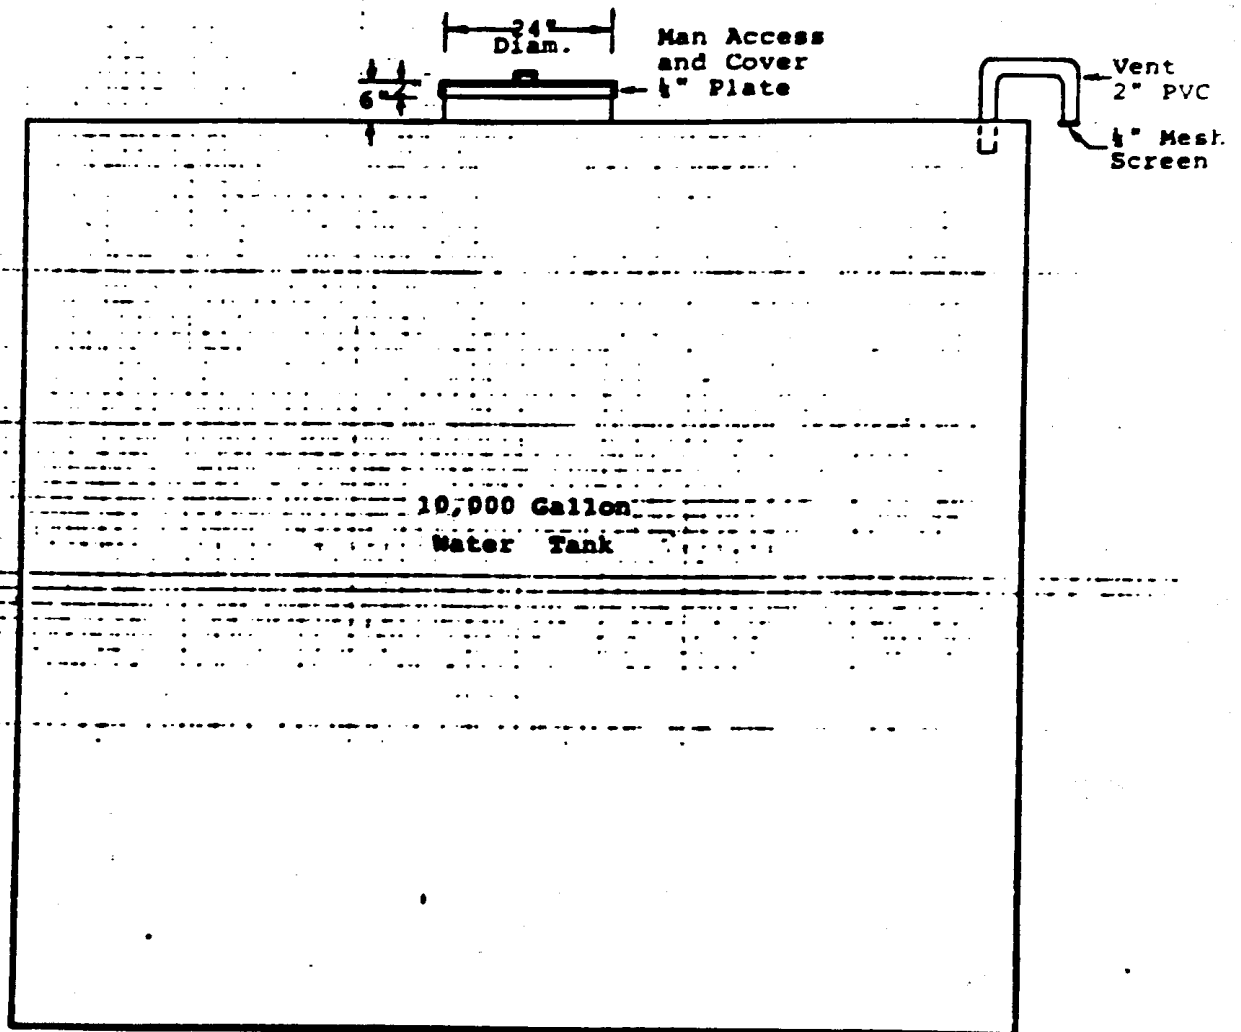 24"
Diam.
Man Access
and Cover
¼" Plate
6"
2"
Vent
2" PVC
¼" Mesh
Screen
10,000 Gallon
Water Tank